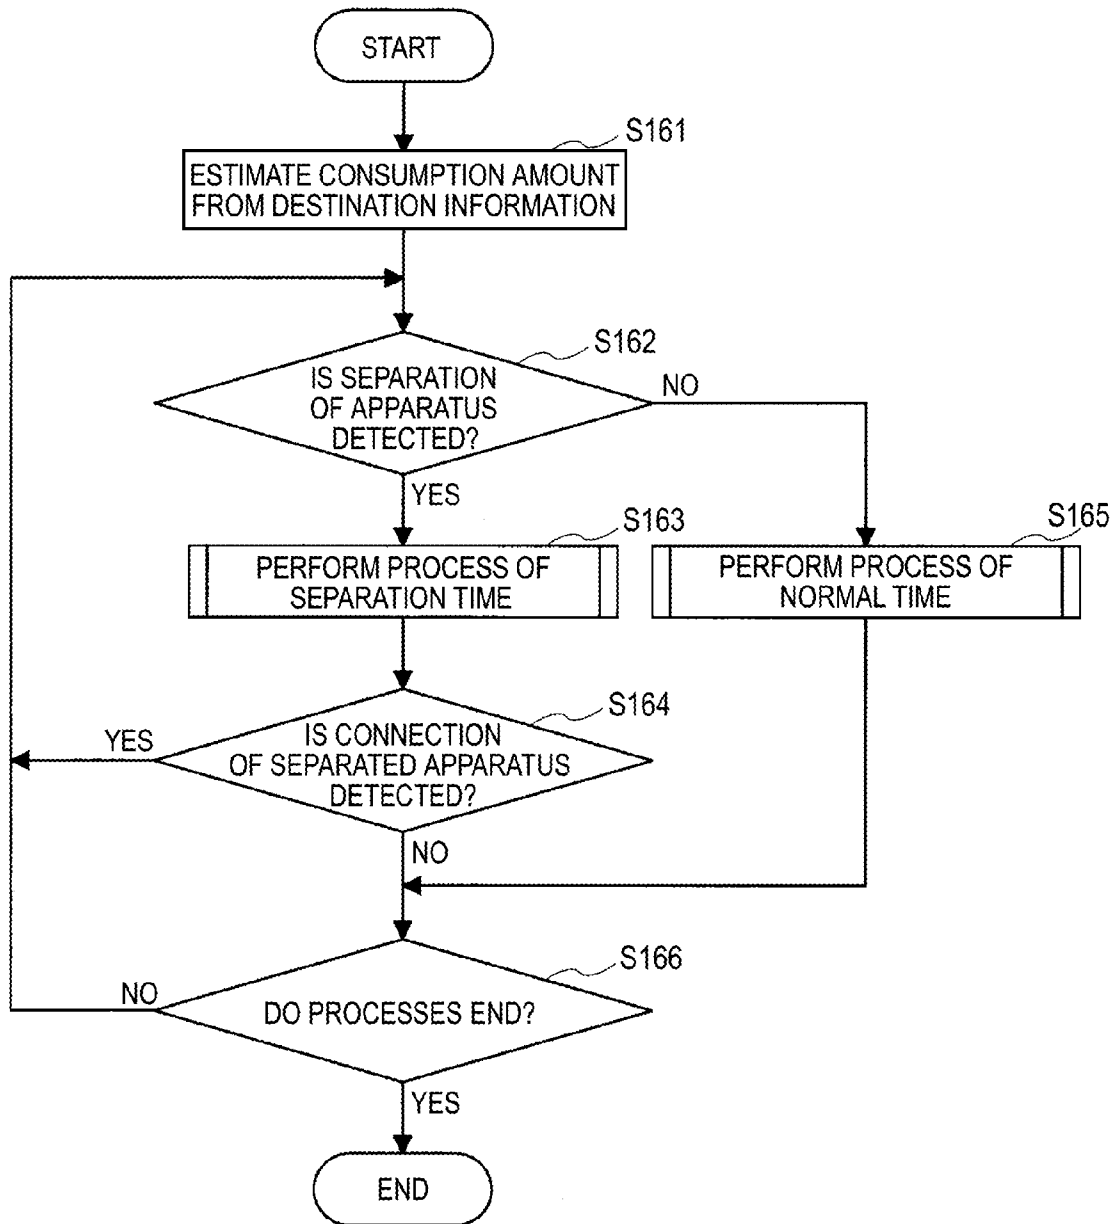 START
S161
ESTIMATE CONSUMPTION AMOUNT
FROM DESTINATION INFORMATION
S162
IS SEPARATION
OF APPARATUS
DETECTED?
NO
YES
S163
PERFORM PROCESS OF
SEPARATION TIME
S165
PERFORM PROCESS OF
NORMAL TIME
S164
IS CONNECTION
OF SEPARATED APPARATUS
DETECTED?
YES
NO
S166
DO PROCESSES END?
NO
YES
END